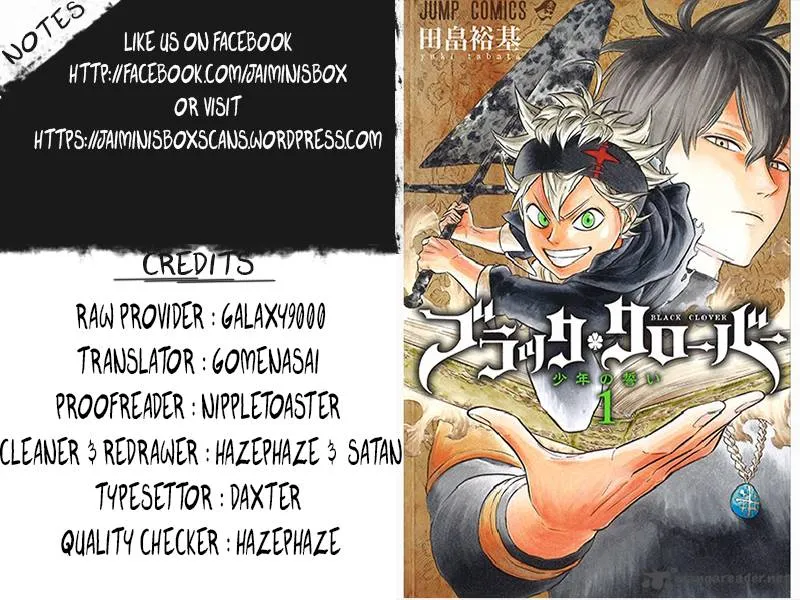 NOTES
LIKE US ON FACEBOOK
HTTP://FACEBOOK.COM/JAIMINISBOX
OR VISIT
HTTPS://JAIMINISBOXSCANS.WORDPRESS.COM
CREDITS
RAW PROVIDER : GALAXY9000
TRANSLATOR : GOMENASAI
PROOFREADER : NIPPLETOASTER
CLEANER & REDRAWER : HAZEPHAZE & SATAN
TYPESETTOR : DAXTER
QUALITY CHECKER : HAZEPHAZE
JUMP COMICS
田畠裕基
yuki tabata
BLACK CLOVER
ブラッククローバー
少年の誓い
1
mangareader.net